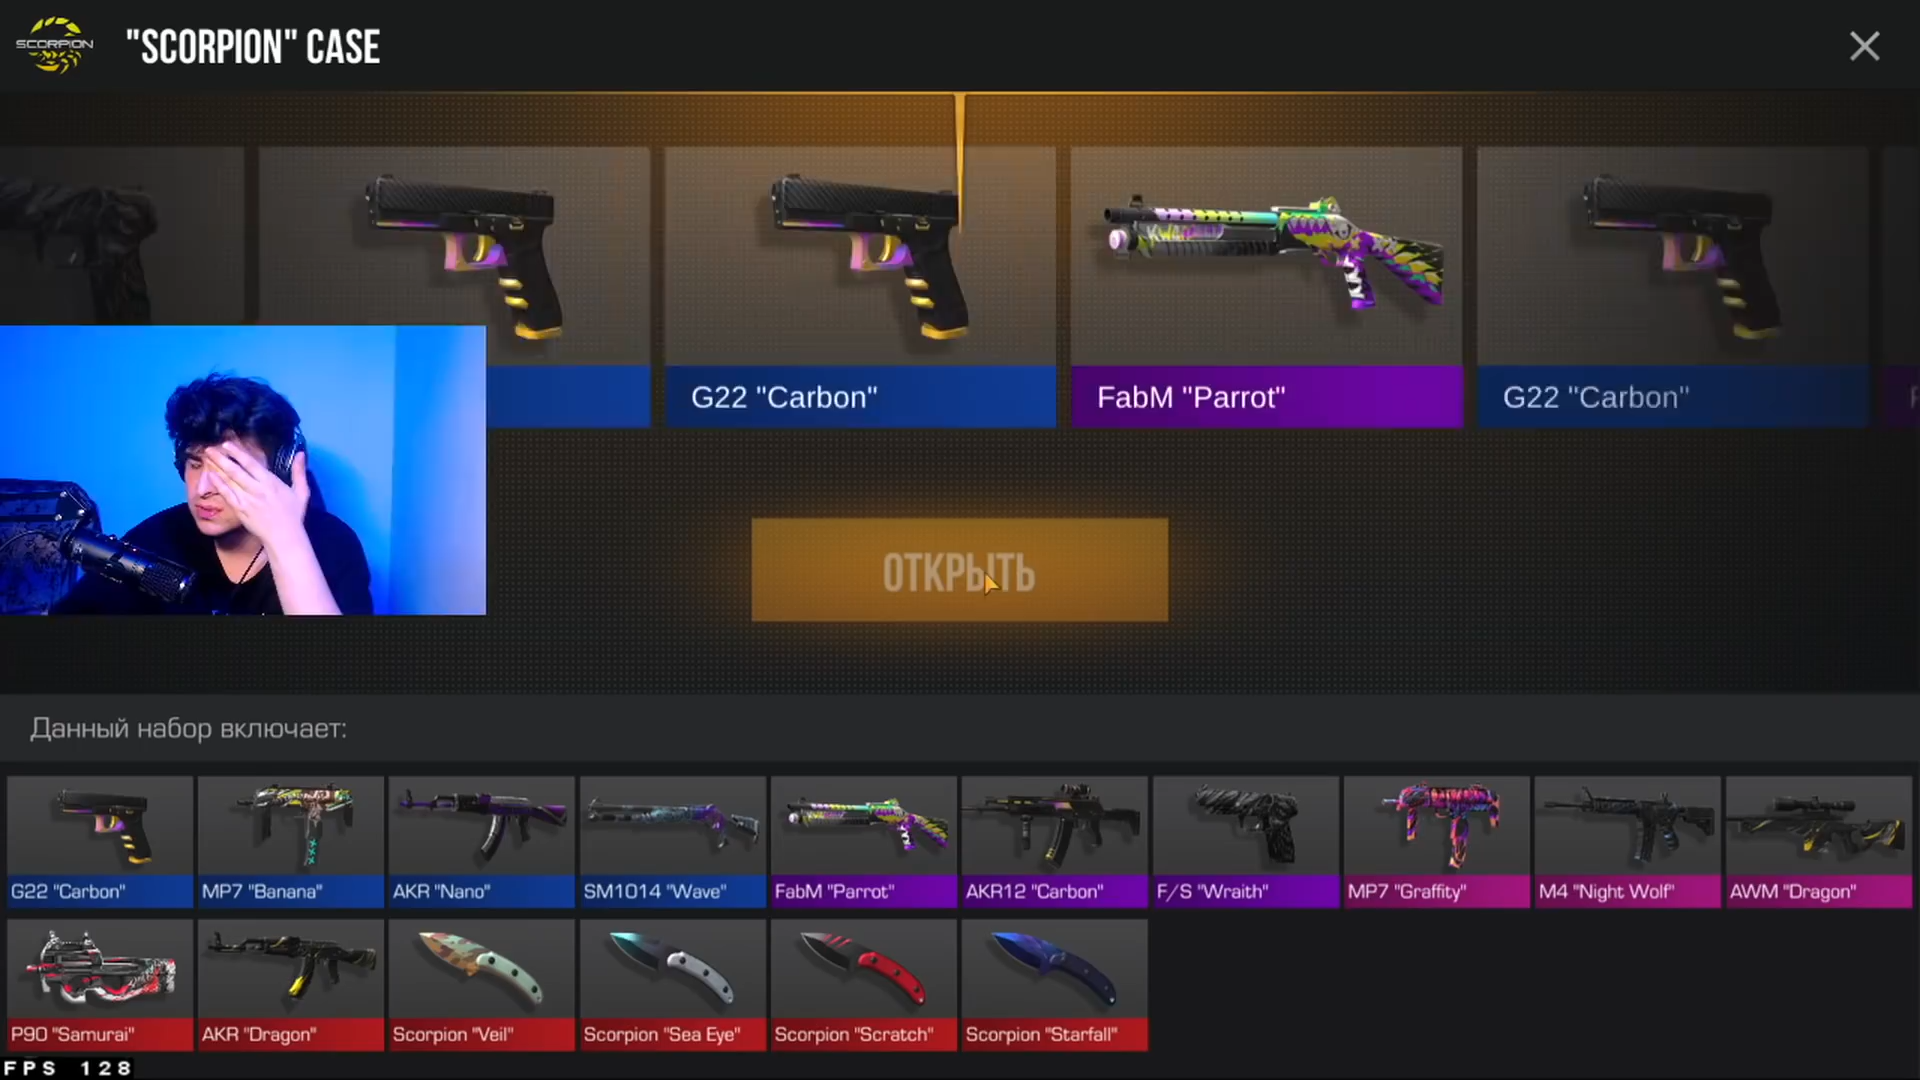 SCORPION
"SCORPION" CASE
G22 "Carbon"
FabM "Parrot"
G22 "Carbon"
ОТКРЫТЬ
Данный набор включает:
G22 "Carbon"
MP7 "Banana"
AKR "Nano"
SM1014 "Wave"
FabM "Parrot"
AKR12 "Carbon"
F/S "Wraith"
MP7 "Graffity"
M4 "Night Wolf"
AWM "Dragon"
P90 "Samurai"
AKR "Dragon"
Scorpion "Veil"
Scorpion "Sea Eye"
Scorpion "Scratch"
Scorpion "Starfall"
FPS 128